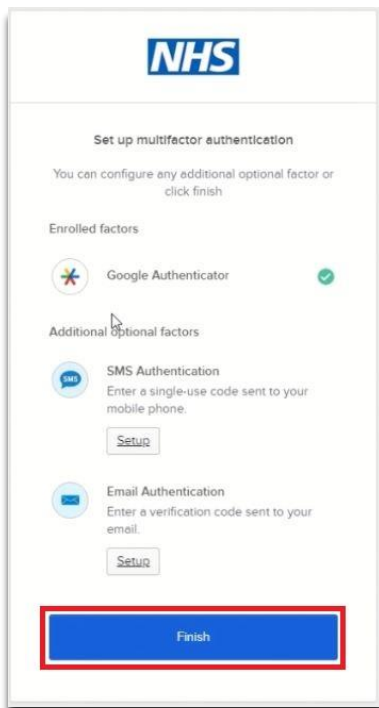 NHS
Set up multifactor authentication
You can configure any additional optional factor or
click finish
Enrolled factors
Google Authenticator
Additional optional factors
SMS
SMS Authentication
Enter a single-use code sent to your
mobile phone.
Setup
Email Authentication
Enter a verification code sent to your
email.
Setup
Finish